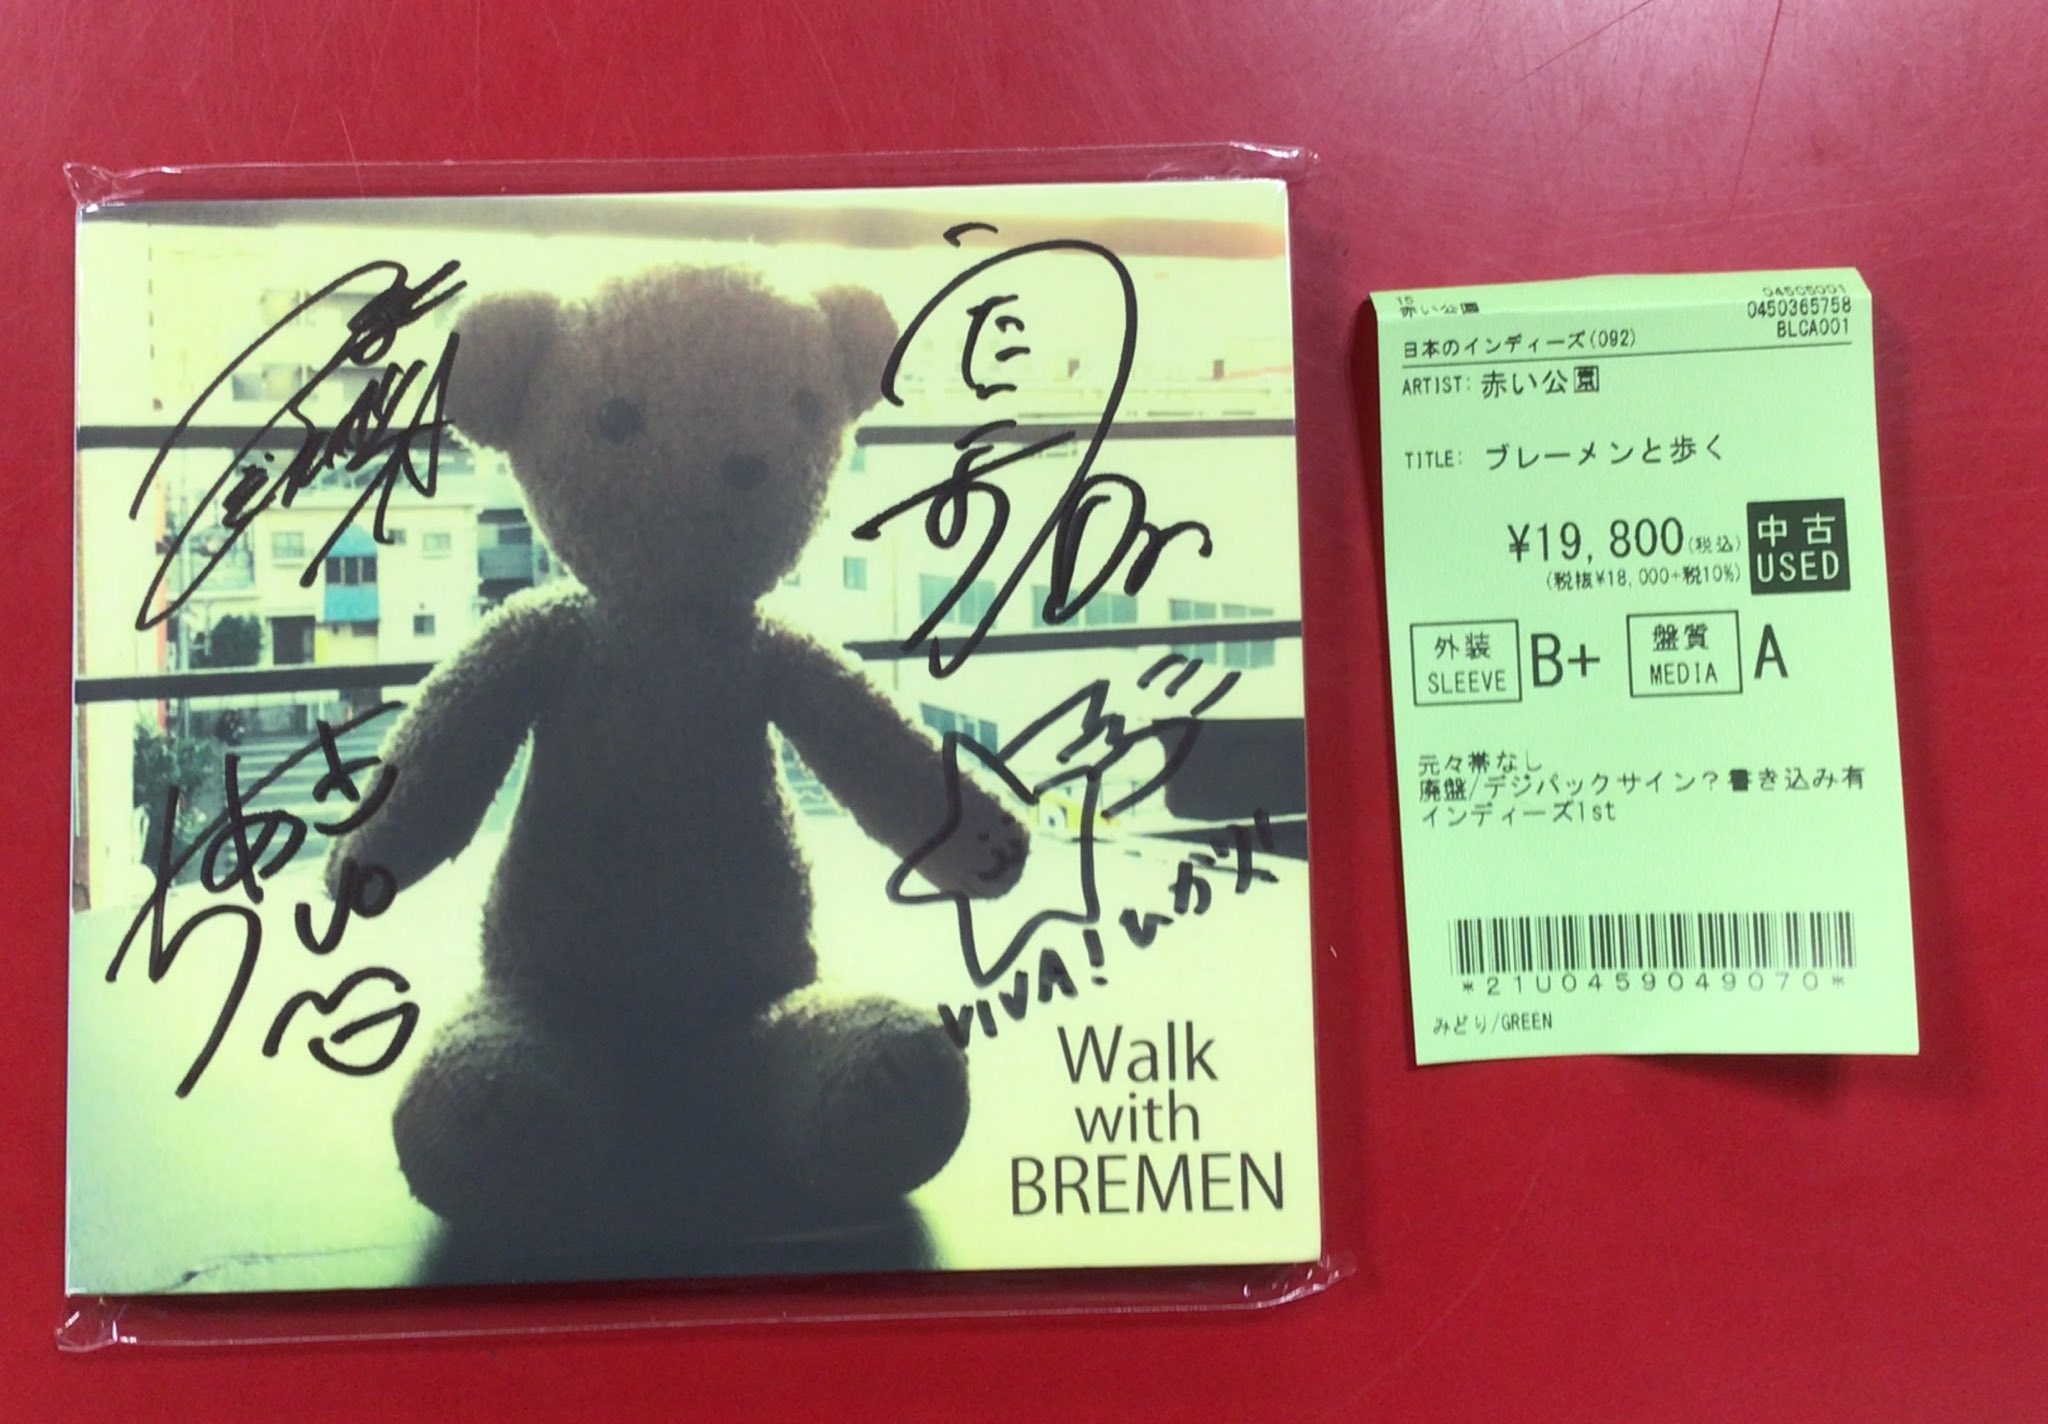 VIVA! ひカリ!
Walk
with
BREMEN
15
赤い公園
0450365758
BLCA001
日本のインディーズ(092)
ARTIST: 赤い公園
TITLE: ブレーメンと歩く
¥19,800(税込)
(税抜¥18,000+税10%)
中古
USED
外装
SLEEVE
B+
盤質
MEDIA
A
元々帯なし
廃盤/デジパックサイン?書き込み有
インディーズ1st
*21U0459049070*
みどり/GREEN